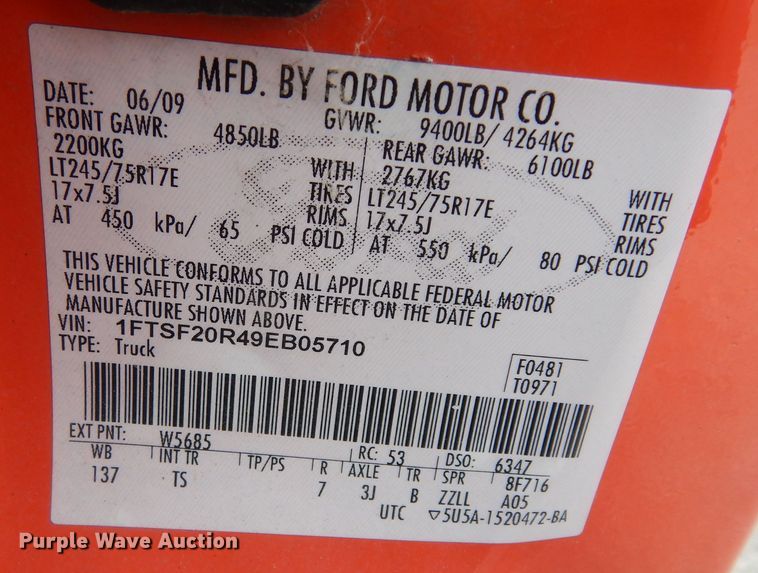 MFD. BY FORD MOTOR CO.
DATE: 06/09 GVWR: 9400LB/ 4264KG
FRONT GAWR: 4850LB REAR GAWR: 6100LB
2200KG WITH 2767KG WITH
LT245/75R17E TIRES LT245/75R17E TIRES
17x7.5J RIMS 17x7.5J RIMS
AT 450 kPa/ 65 PSI COLD AT 550 kPa/ 80 PSI COLD
THIS VEHICLE CONFORMS TO ALL APPLICABLE FEDERAL MOTOR
VEHICLE SAFETY STANDARDS IN EFFECT ON THE DATE OF
MANUFACTURE SHOWN ABOVE.
VIN: 1FTSF20R49EB05710
TYPE: Truck
F0481
T0971
EXT PNT: W5685 RC: 53 DSO: 6347
WB INT TR TP/PS R AXLE TR SPR 8F716
137 TS 7 3J B ZZLL A05
UTC ▽5U5A-1520472-BA
Purple Wave Auction